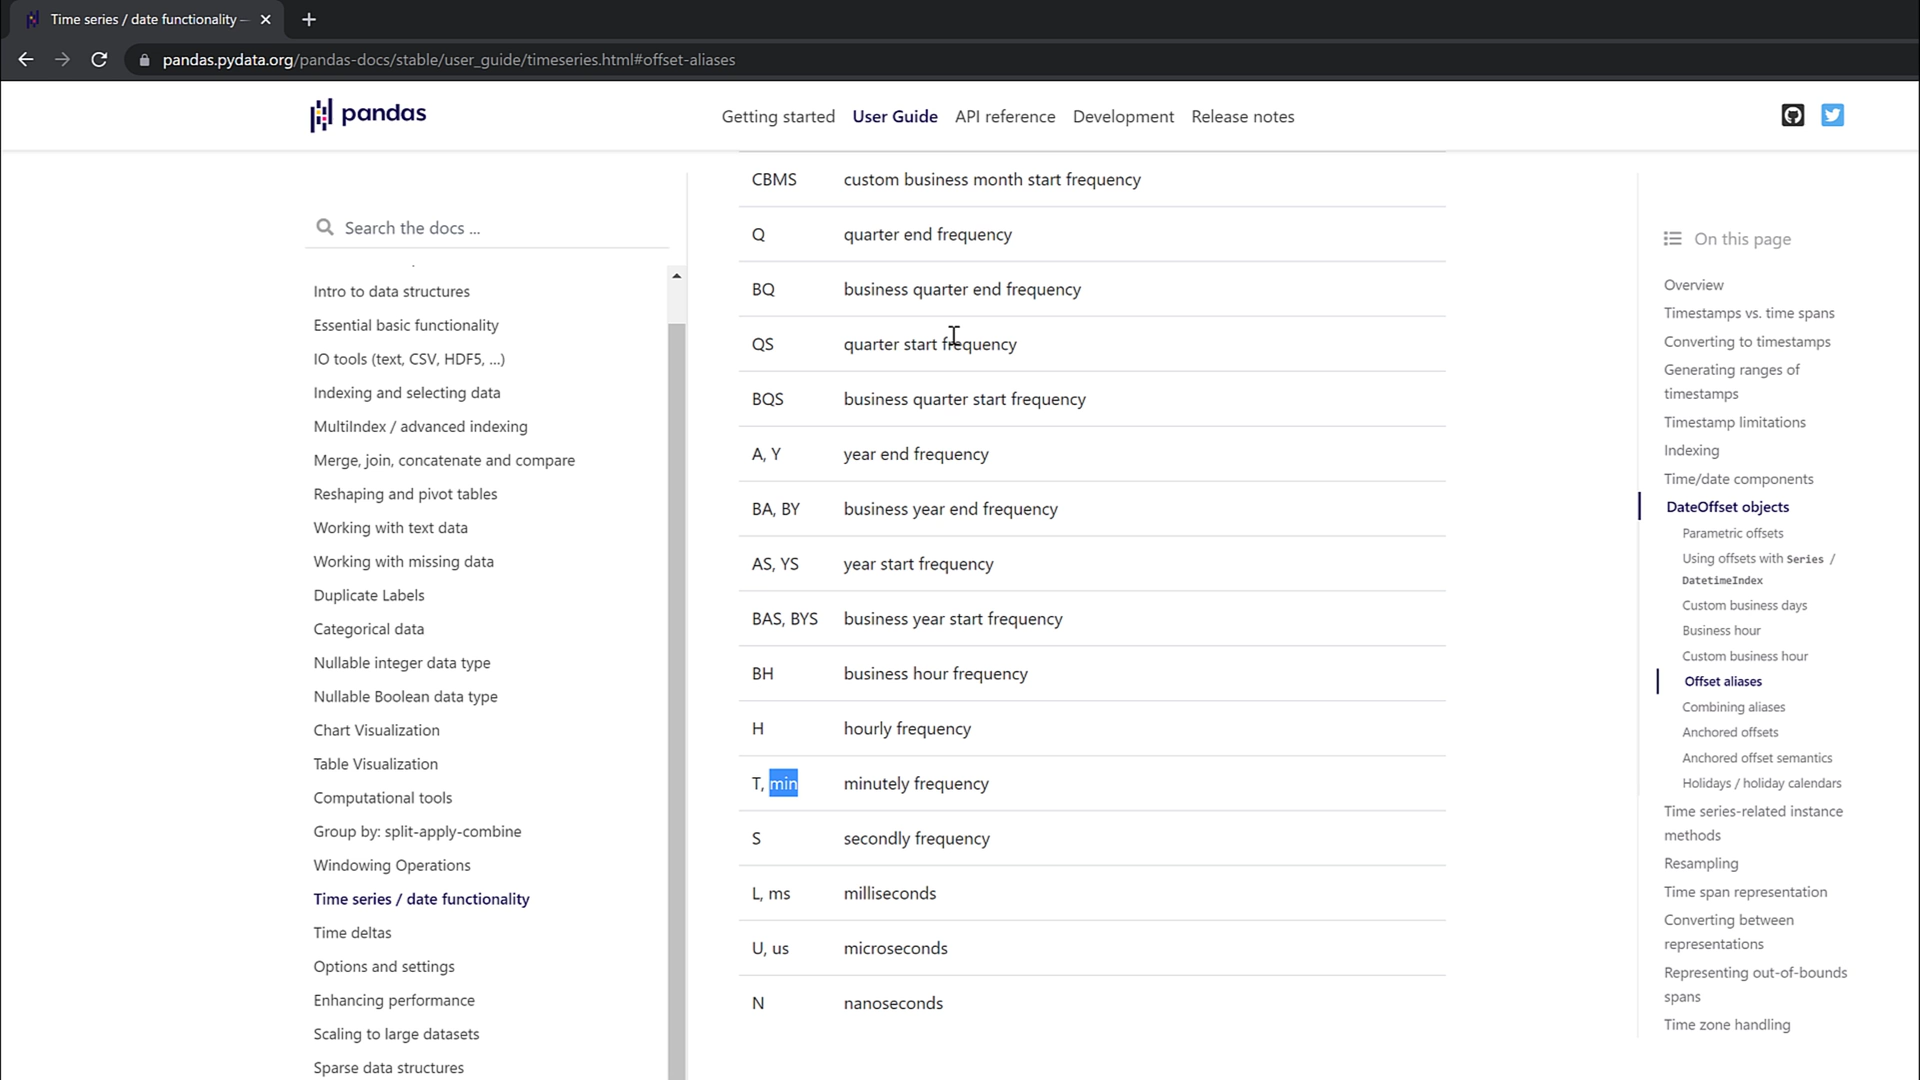 Time series / date functionality —
pandas.pydata.org/pandas-docs/stable/user_guide/timeseries.html#offset-aliases
pandas
Getting started User Guide API reference Development Release notes
Search the docs ...
Intro to data structures
Essential basic functionality
IO tools (text, CSV, HDF5, ...)
Indexing and selecting data
MultiIndex / advanced indexing
Merge, join, concatenate and compare
Reshaping and pivot tables
Working with text data
Working with missing data
Duplicate Labels
Categorical data
Nullable integer data type
Nullable Boolean data type
Chart Visualization
Table Visualization
Computational tools
Group by: split-apply-combine
Windowing Operations
Time series / date functionality
Time deltas
Options and settings
Enhancing performance
Scaling to large datasets
Sparse data structures
CBMS custom business month start frequency
Q quarter end frequency
BQ business quarter end frequency
QS quarter start frequency
BQS business quarter start frequency
A, Y year end frequency
BA, BY business year end frequency
AS, YS year start frequency
BAS, BYS business year start frequency
BH business hour frequency
H hourly frequency
T, min minutely frequency
S secondly frequency
L, ms milliseconds
U, us microseconds
N nanoseconds
On this page
Overview
Timestamps vs. time spans
Converting to timestamps
Generating ranges of
timestamps
Timestamp limitations
Indexing
Time/date components
DateOffset objects
Parametric offsets
Using offsets with Series /
DatetimeIndex
Custom business days
Business hour
Custom business hour
Offset aliases
Combining aliases
Anchored offsets
Anchored offset semantics
Holidays / holiday calendars
Time series-related instance
methods
Resampling
Time span representation
Converting between
representations
Representing out-of-bounds
spans
Time zone handling